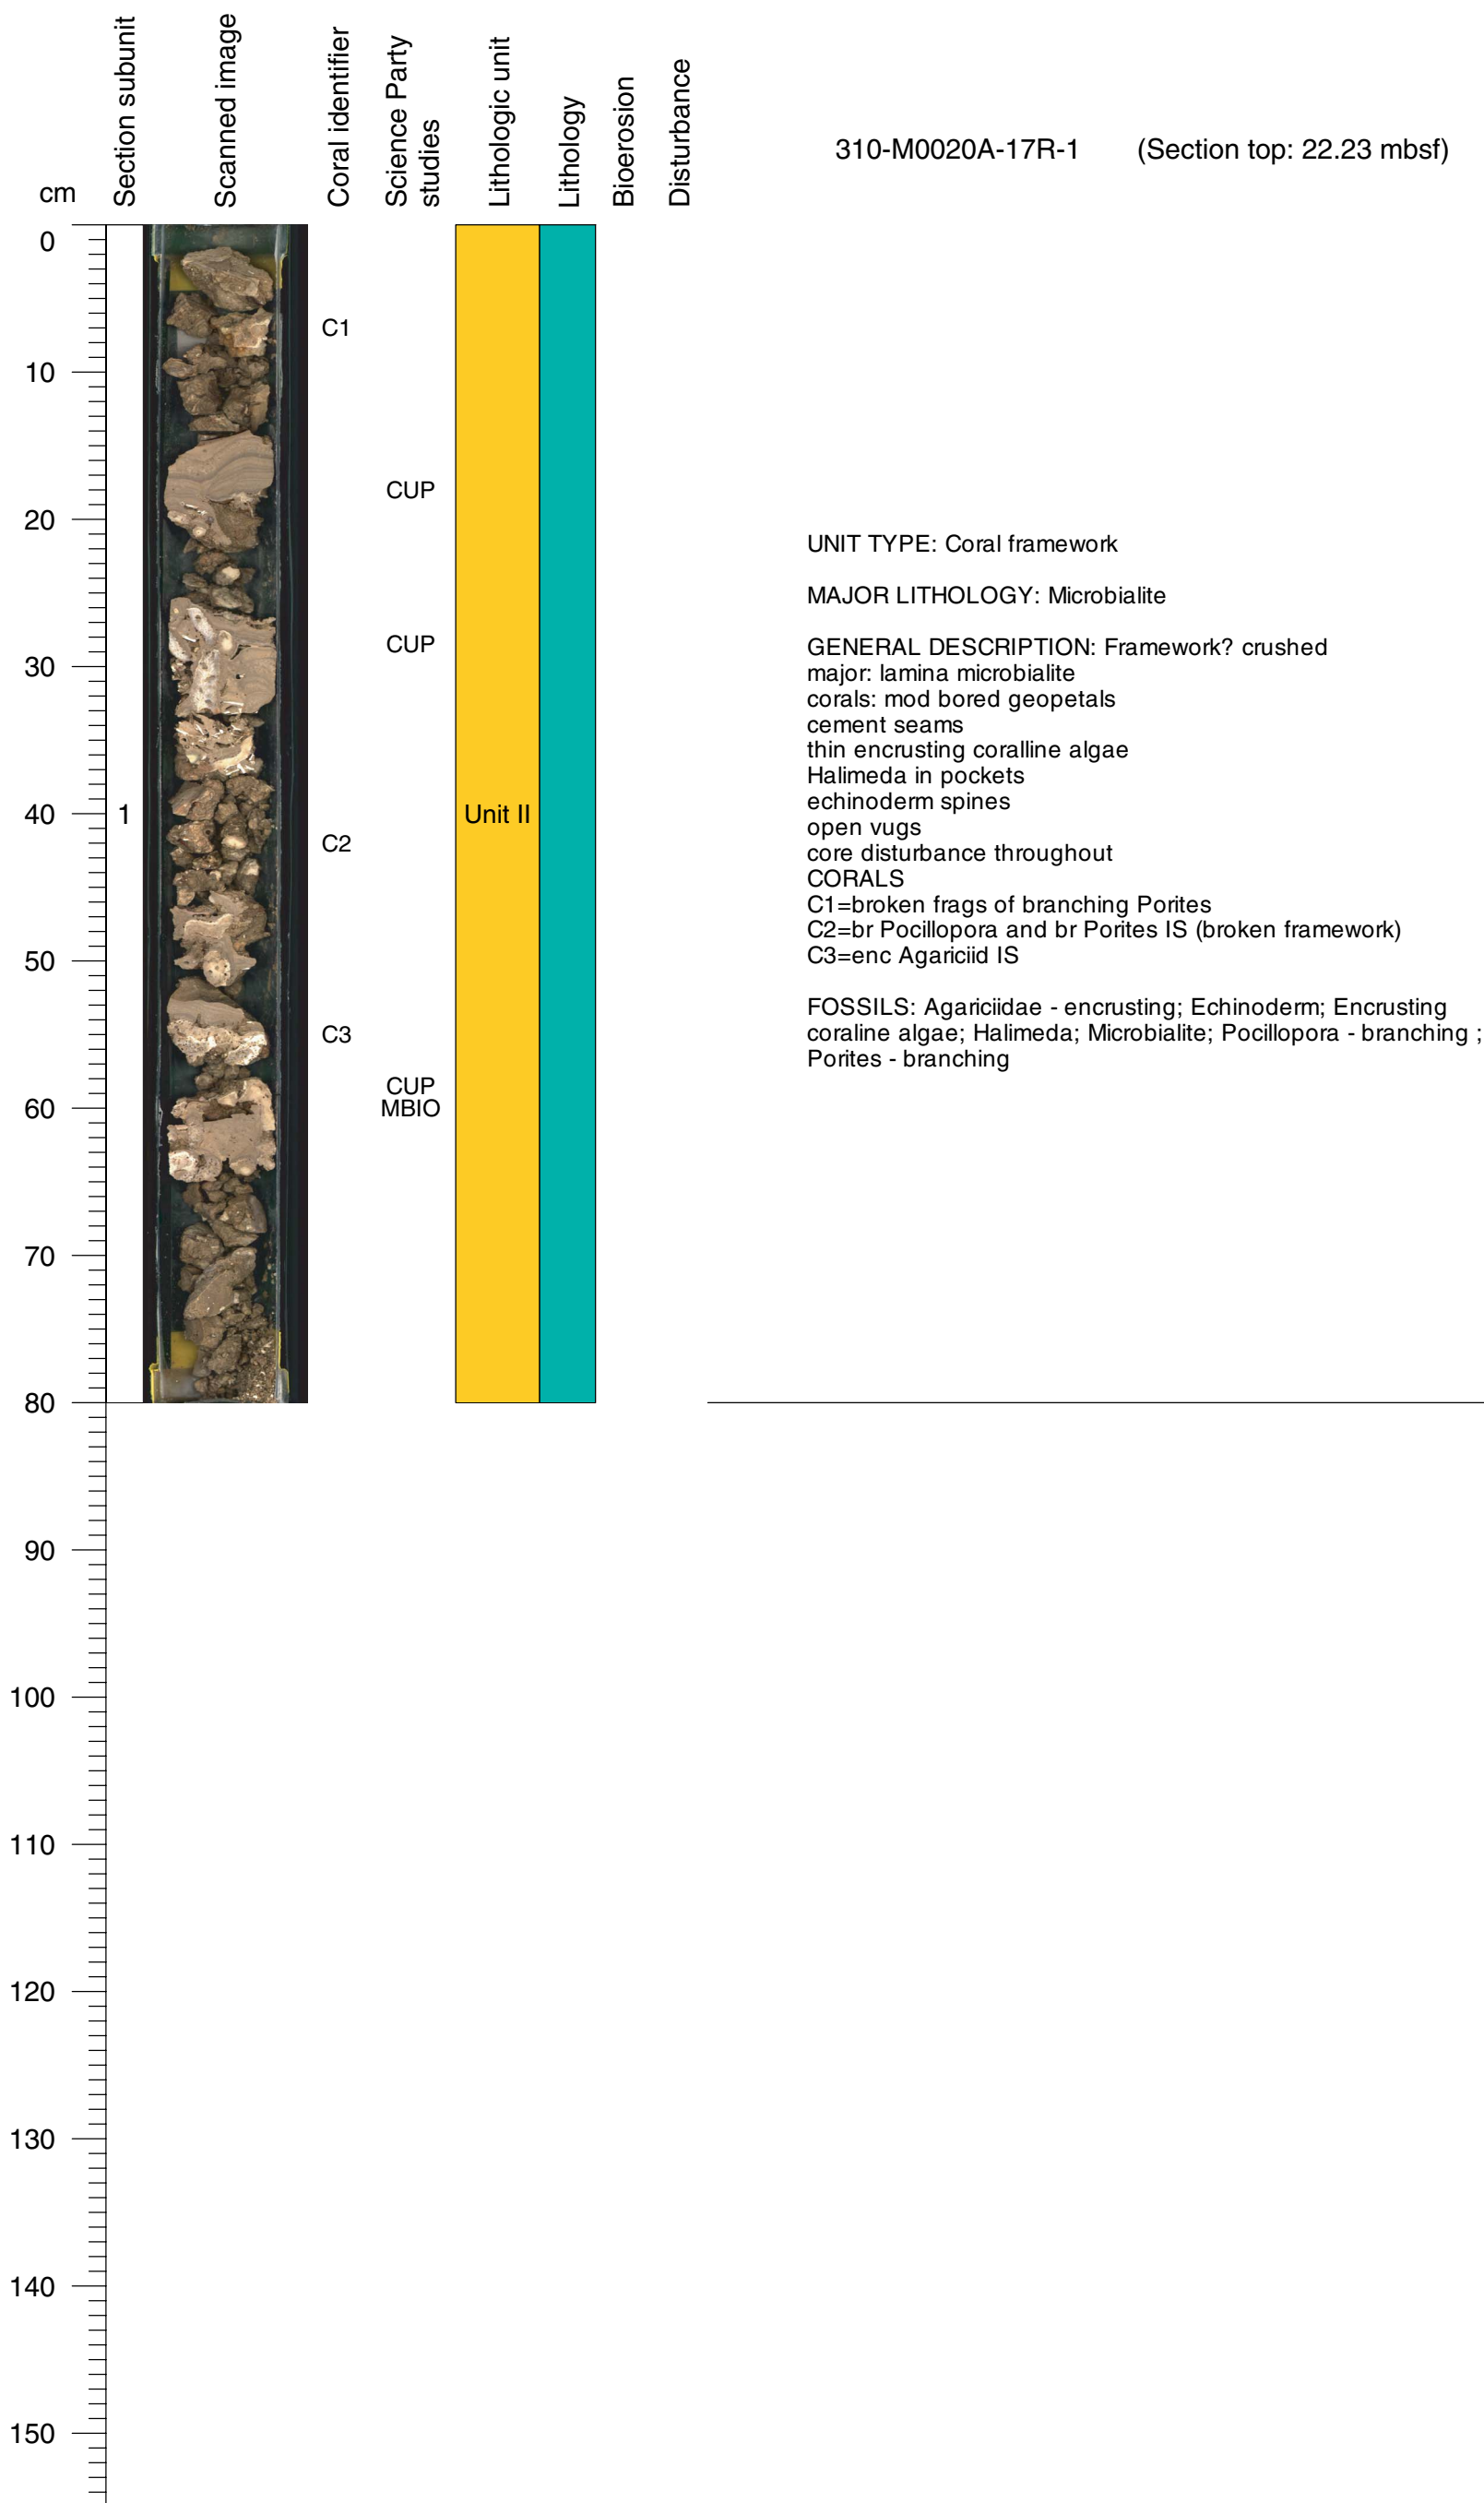 Section subunit
Scanned image
Coral identifier
Science Party
studies
Lithologic unit
Lithology
Bioerosion
Disturbance
310-M0020A-17R-1 (Section top: 22.23 mbsf)
cm
0
C1
10
CUP
20
UNIT TYPE: Coral framework
MAJOR LITHOLOGY: Microbialite
CUP
30
GENERAL DESCRIPTION: Framework? crushed
major: lamina microbialite
corals: mod bored geopetals
cement seams
thin encrusting coralline algae
Halimeda in pockets
echinoderm spines
40 1 Unit II
open vugs
C2
core disturbance throughout
CORALS
C1=broken frags of branching Porites
C2=br Pocillopora and br Porites IS (broken framework)
50
C3=enc Agariciid IS
FOSSILS: Agariciidae - encrusting; Echinoderm; Encrusting
C3
coraline algae; Halimeda; Microbialite; Pocillopora - branching ;
Porites - branching
CUP
MBIO
60
70
80
90
100
110
120
130
140
150